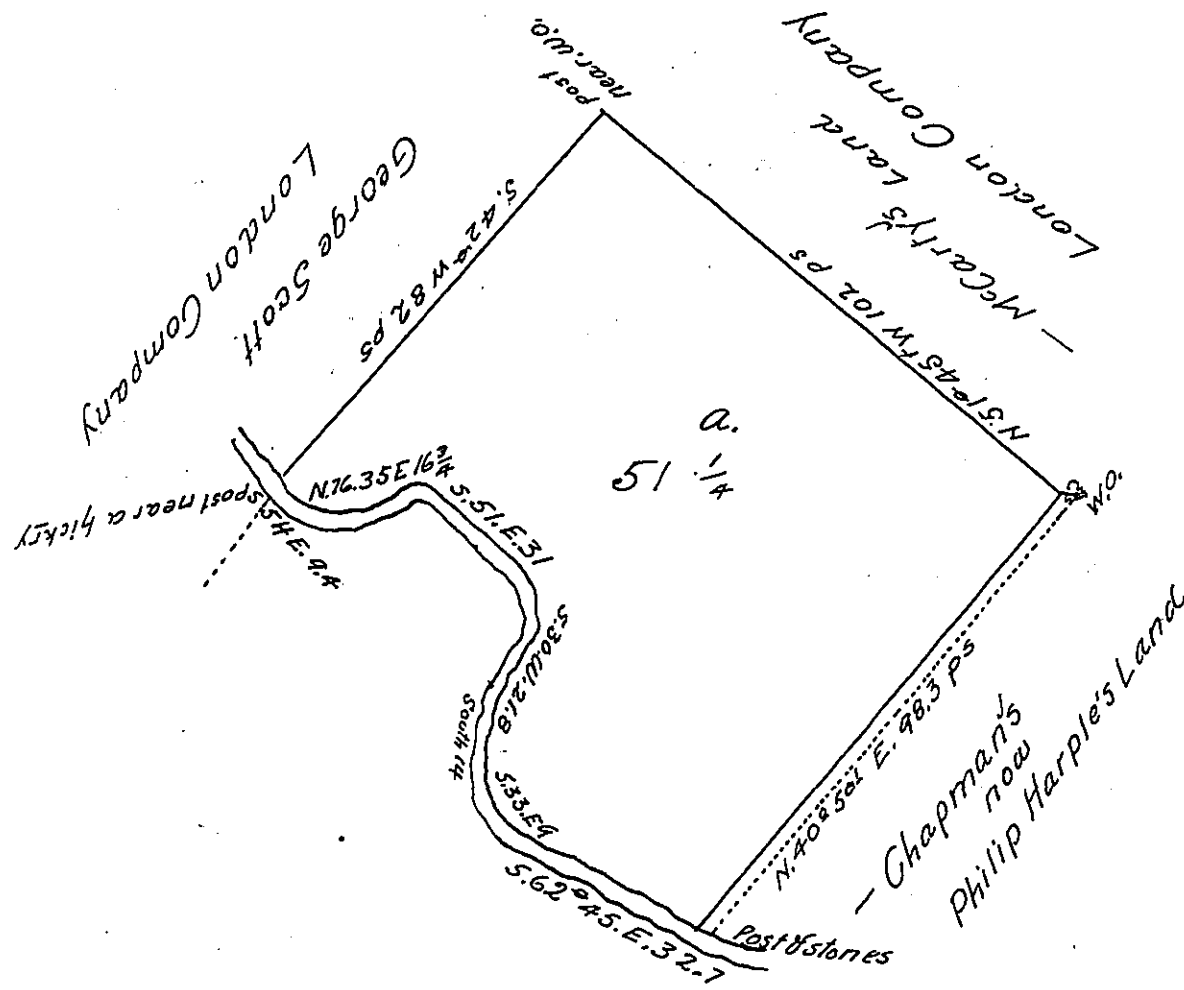 post
near. W.O.
London Company
McCarty's Land
George Scott.
London Company
S. 42° W 82 ps
N 51° 45' W 102 ps
a.
51 1/4
W.O.
post near a hickry
N. 76. 35 E 16 3/4
S. 54 E. 9.4
S. 51. E. 31
S. 30. W. 21.8
South 14
S. 33. E 9
S. 62° 45. E. 32.7
N. 40° 50' E. 98.3 ps
Post & stones
Chapman's
now
Philip Harple's Land